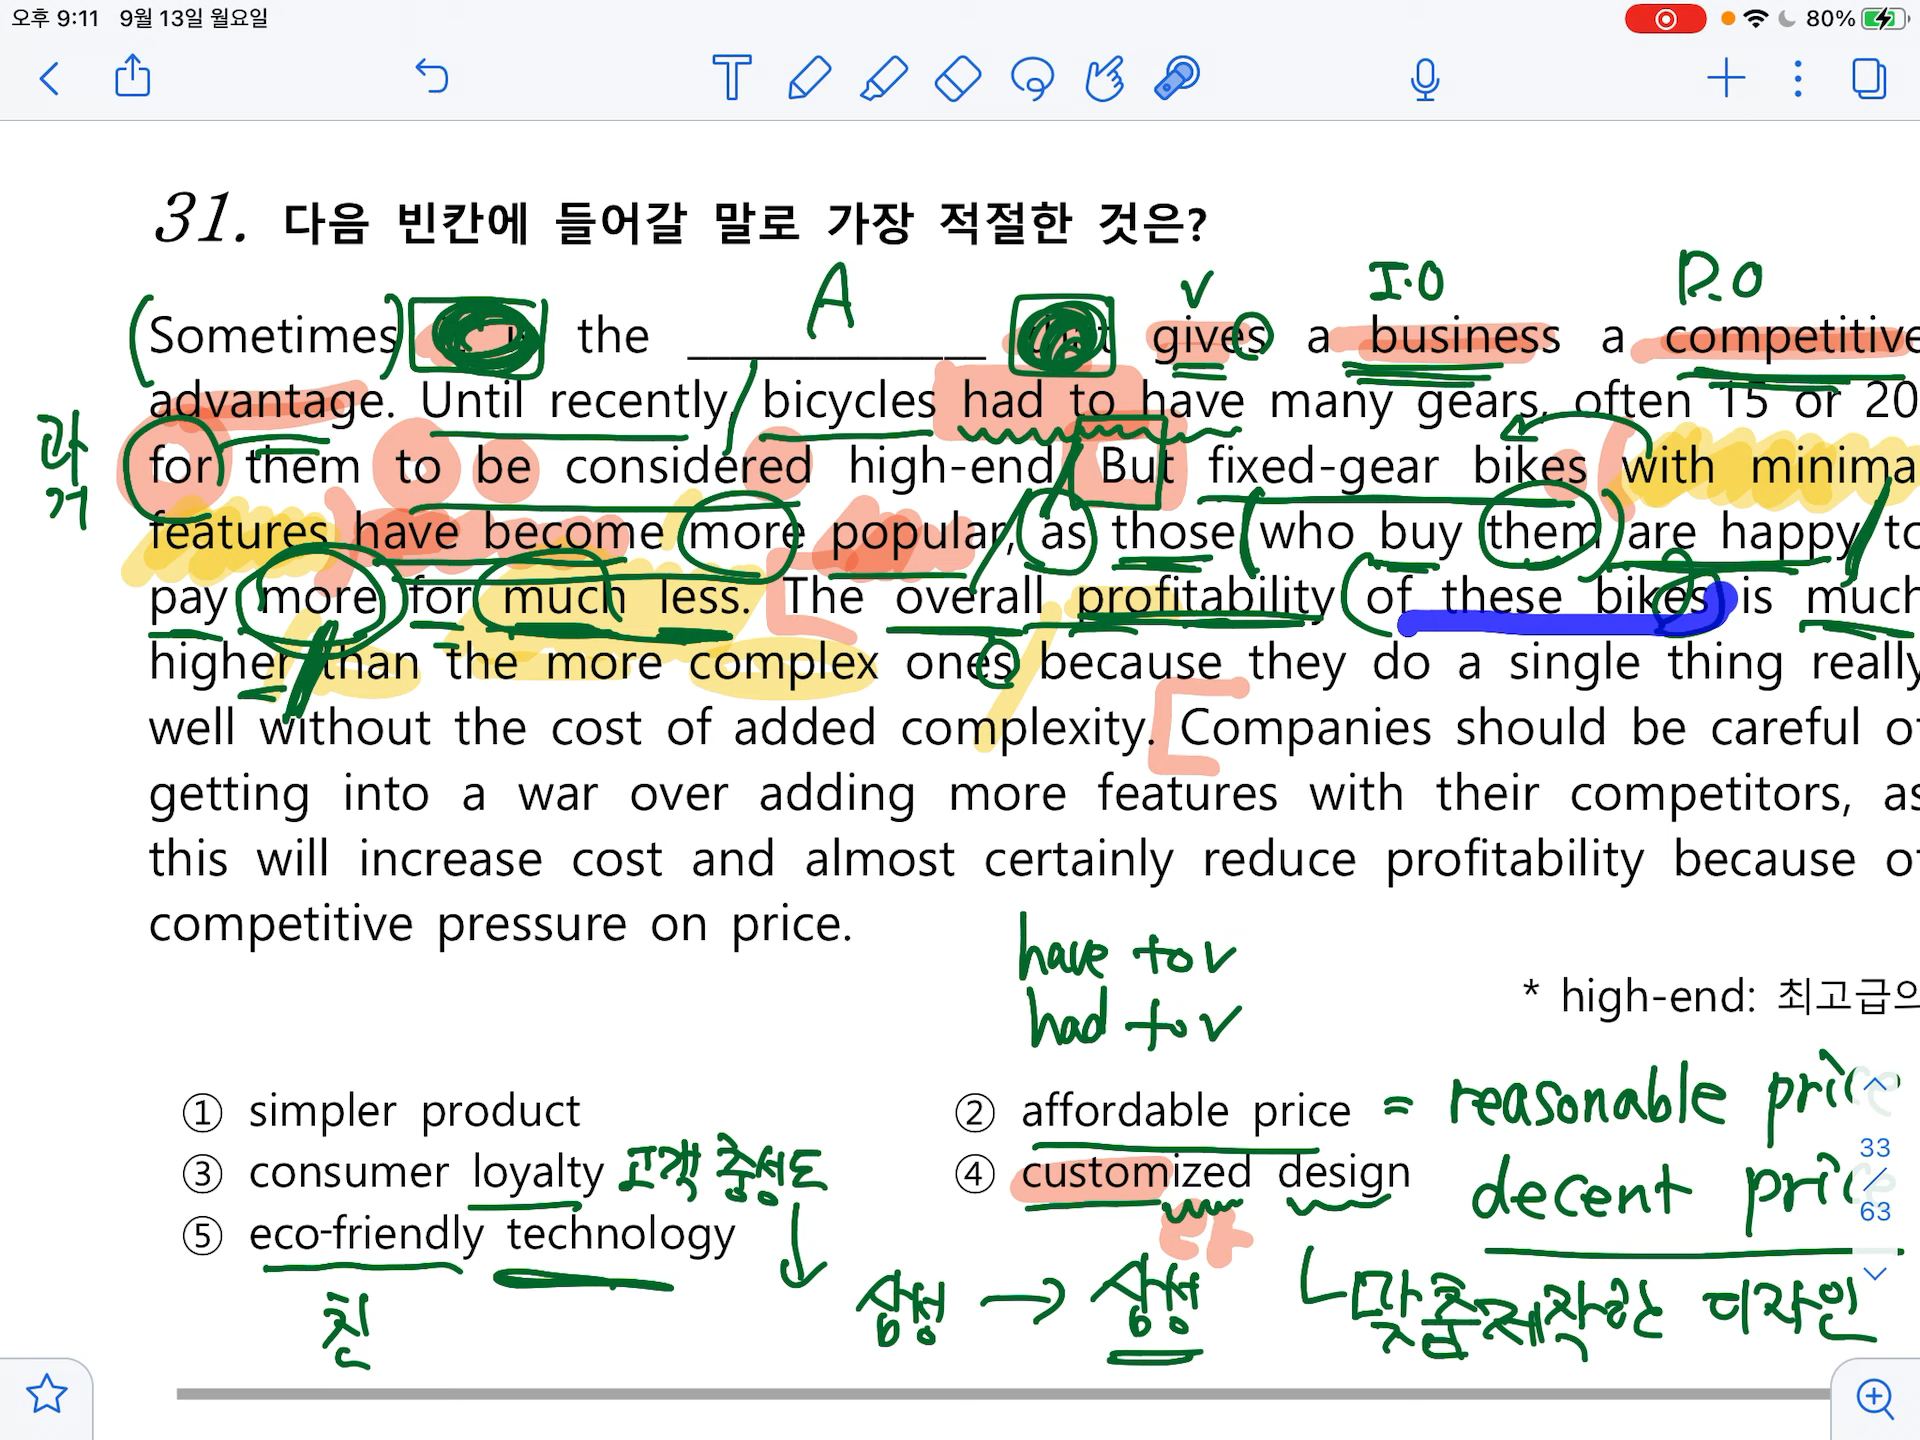 오후 9:11 9월 13일 월요일 80%
31. 다음 빈칸에 들어갈 말로 가장 적절한 것은?
A V I.O D.O
Sometimes the gives a business a competitive
advantage. Until recently, bicycles had to have many gears, often 15 or 20
과거
for them to be considered high-end. But fixed-gear bikes with minima
features have become more popular, as those who buy them are happy to
pay more for much less. The overall profitability of these bikes is much
higher than the more complex ones because they do a single thing really
well without the cost of added complexity. Companies should be careful of
getting into a war over adding more features with their competitors, as
this will increase cost and almost certainly reduce profitability because of
competitive pressure on price.
have to v
had to v
* high-end: 최고급의
① simpler product ② affordable price = reasonable price
③ consumer loyalty 고객 충성도 ④ customized design decent price
33
63
⑤ eco-friendly technology
친 삼성 → 삼성 맞춤제작한 디자인